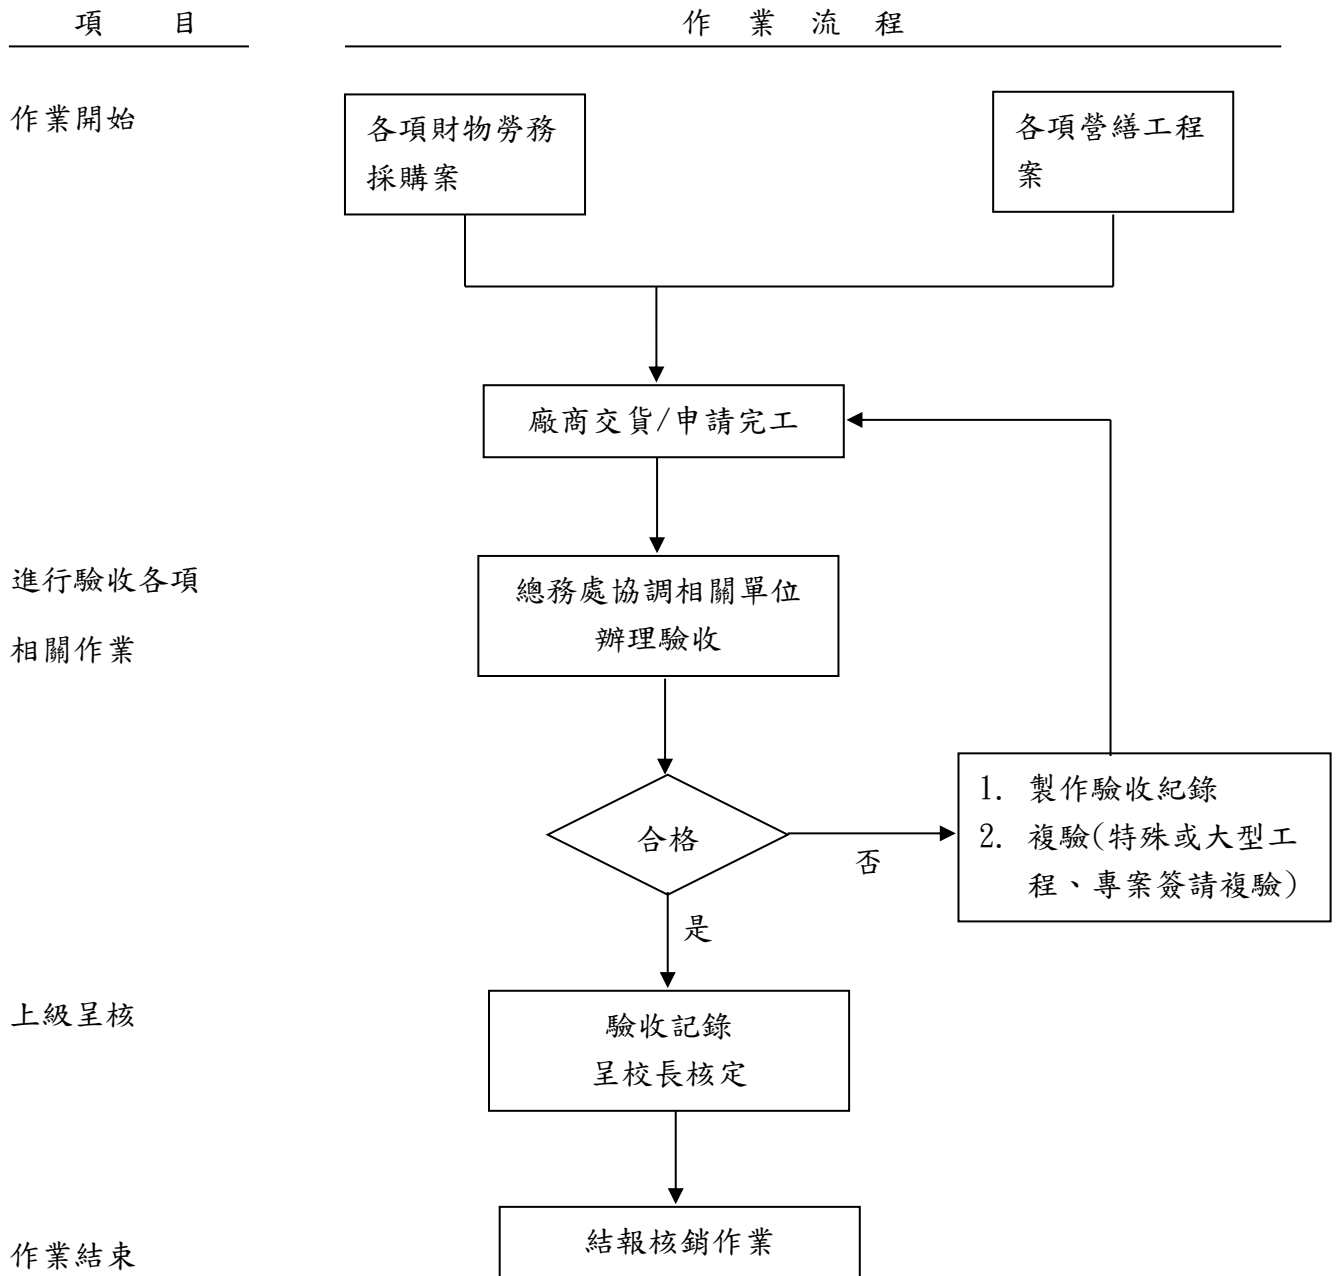 項 目
作 業 流 程
作業開始
各項財物勞務
採購案
各項營繕工程
案
廠商交貨/申請完工
進行驗收各項
相關作業
總務處協調相關單位
辦理驗收
合格
否
1. 製作驗收紀錄
2. 複驗(特殊或大型工
程、專案簽請複驗)
是
上級呈核
驗收記錄
呈校長核定
作業結束
結報核銷作業